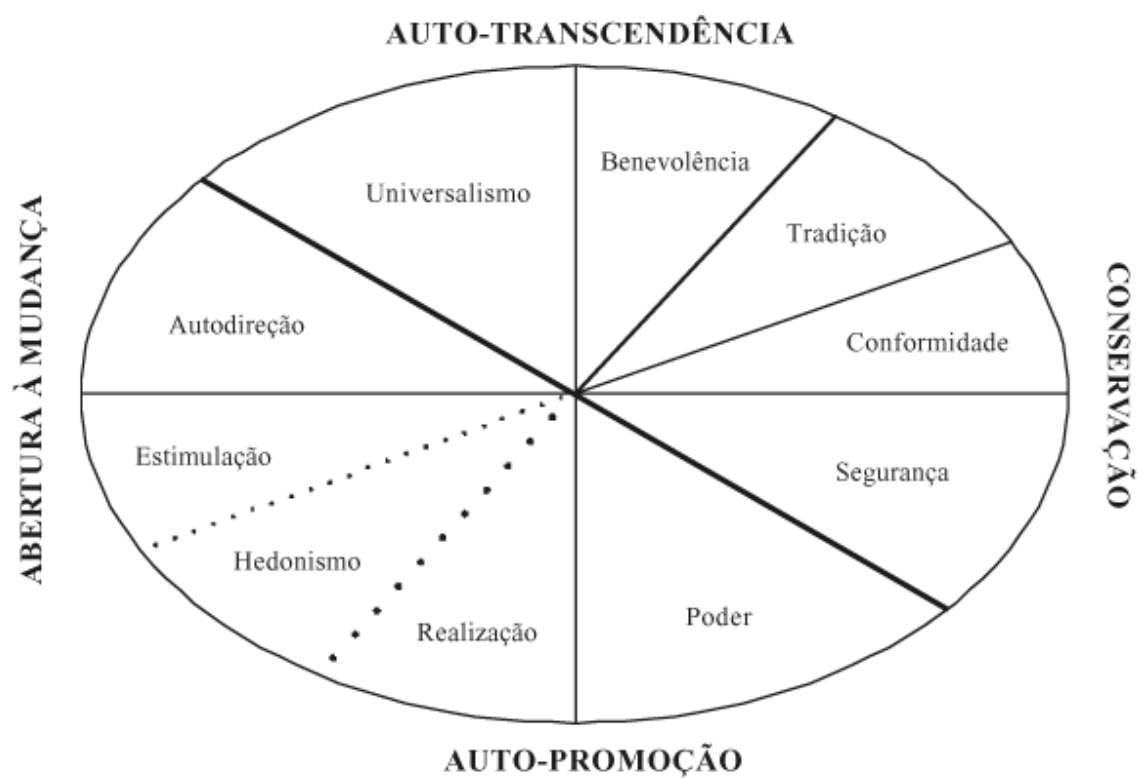 AUTO-TRANSCENDÊNCIA
Benevolência
Universalismo
Tradição
ABERTURA À MUDANÇA
CONSERVAÇÃO
Autodireção
Conformidade
Estimulação
Segurança
Hedonismo
Realização
Poder
AUTO-PROMOÇÃO